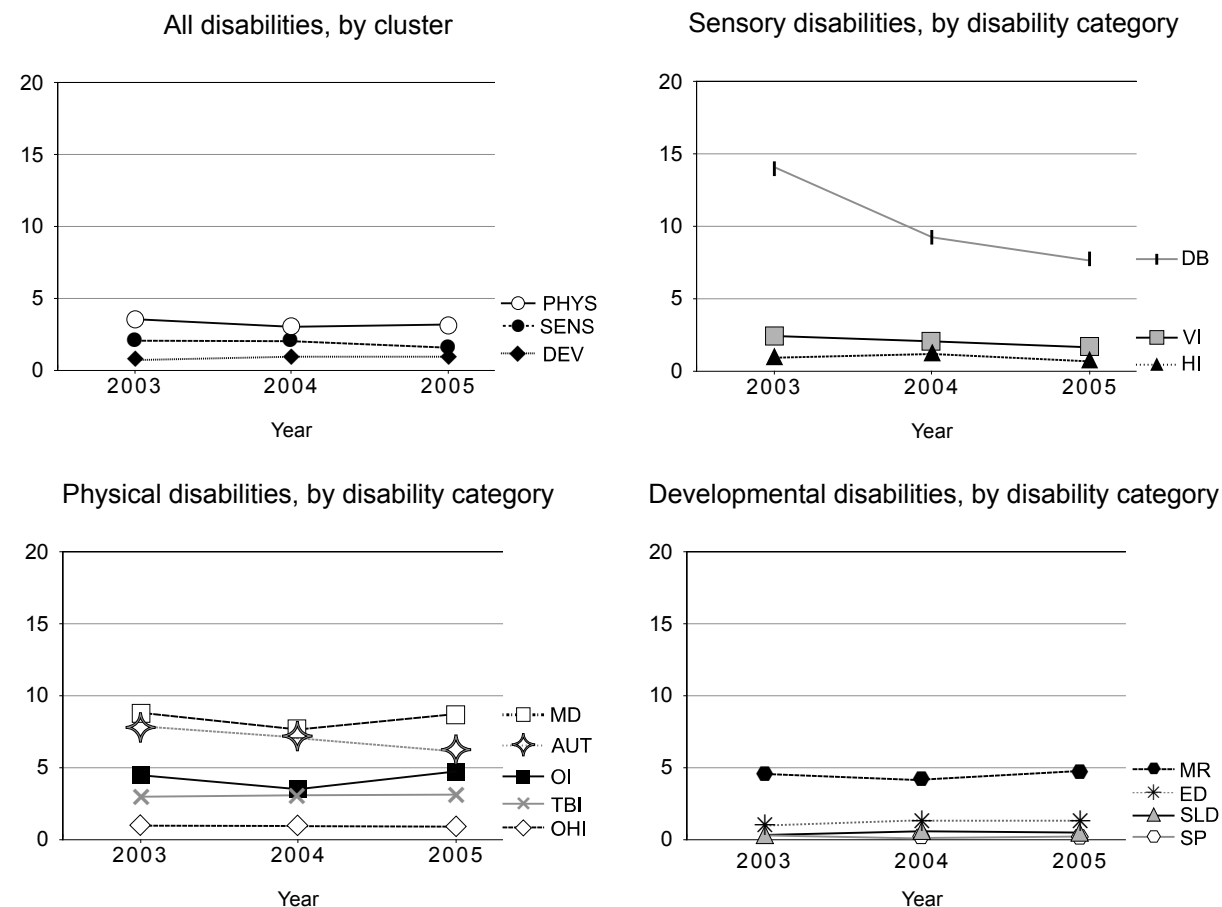 All disabilities, by cluster
20
15
10
5
0
2003 2004 2005
Year
PHYS
SENS
DEV
Sensory disabilities, by disability category
20
15
10
5
0
2003 2004 2005
Year
DB
VI
HI
Physical disabilities, by disability category
20
15
10
5
0
2003 2004 2005
Year
MD
AUT
OI
TBI
OHI
Developmental disabilities, by disability category
20
15
10
5
0
2003 2004 2005
Year
MR
ED
SLD
SP